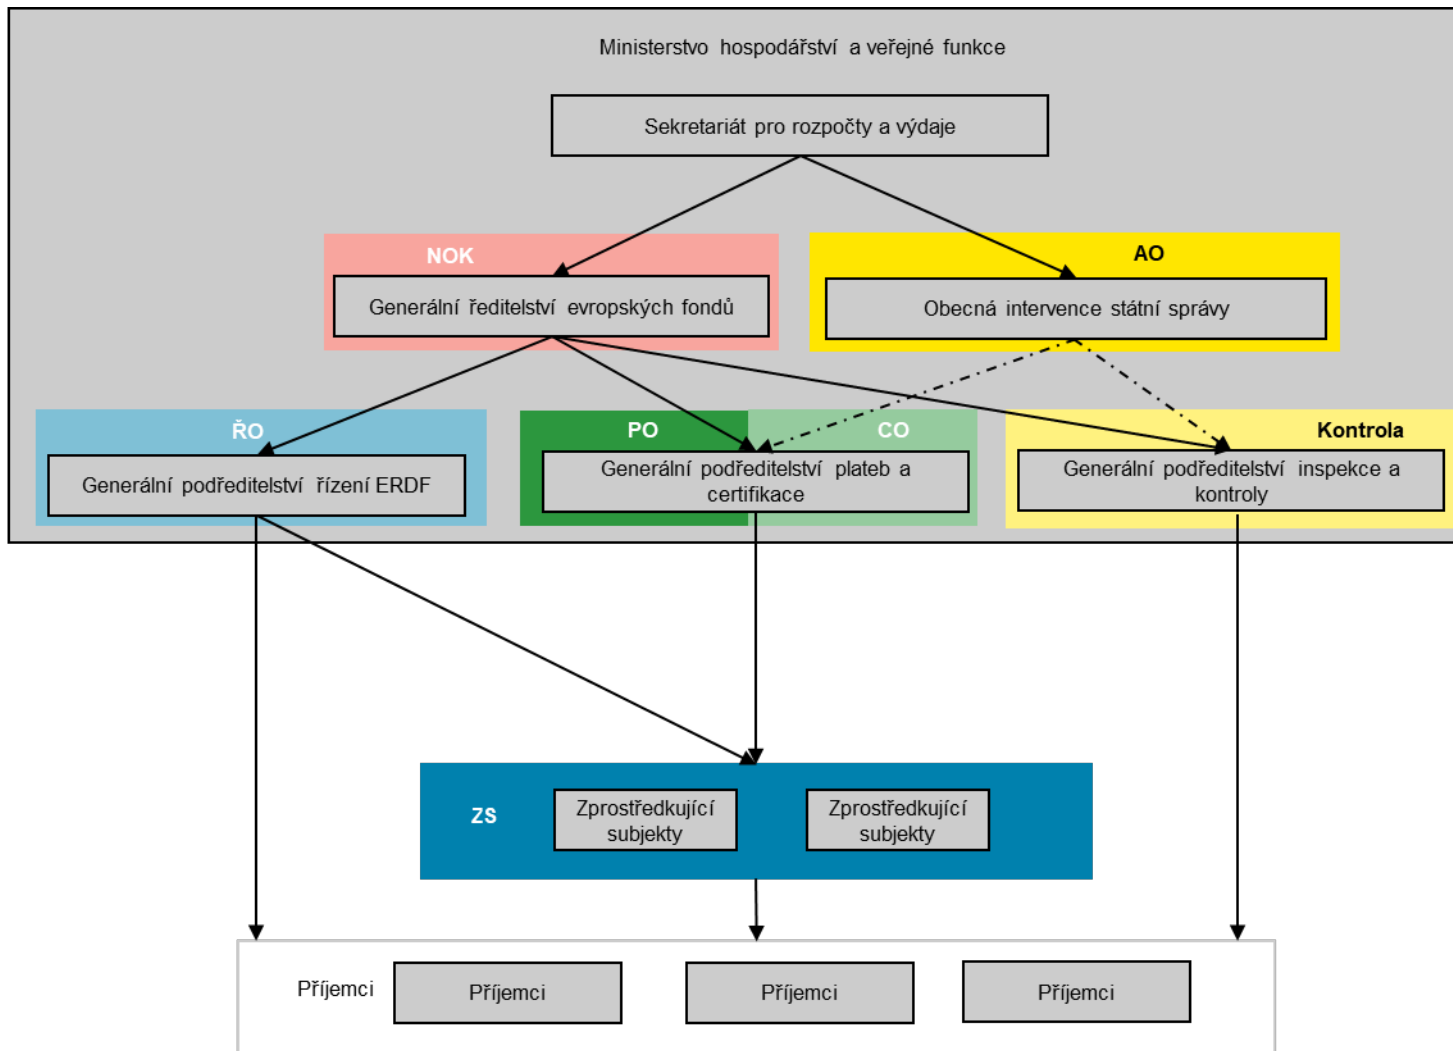 Ministerstvo hospodářství a veřejné funkce
Sekretariát pro rozpočty a výdaje
NOK
Generální ředitelství evropských fondů
AO
Obecná intervence státní správy
ŘO
Generální podředitelství řízení ERDF
PO
CO
Generální podředitelství plateb a
certifikace
Kontrola
Generální podředitelství inspekce a
kontroly
ZS
Zprostředkující
subjekty
Zprostředkující
subjekty
Příjemci
Příjemci
Příjemci
Příjemci